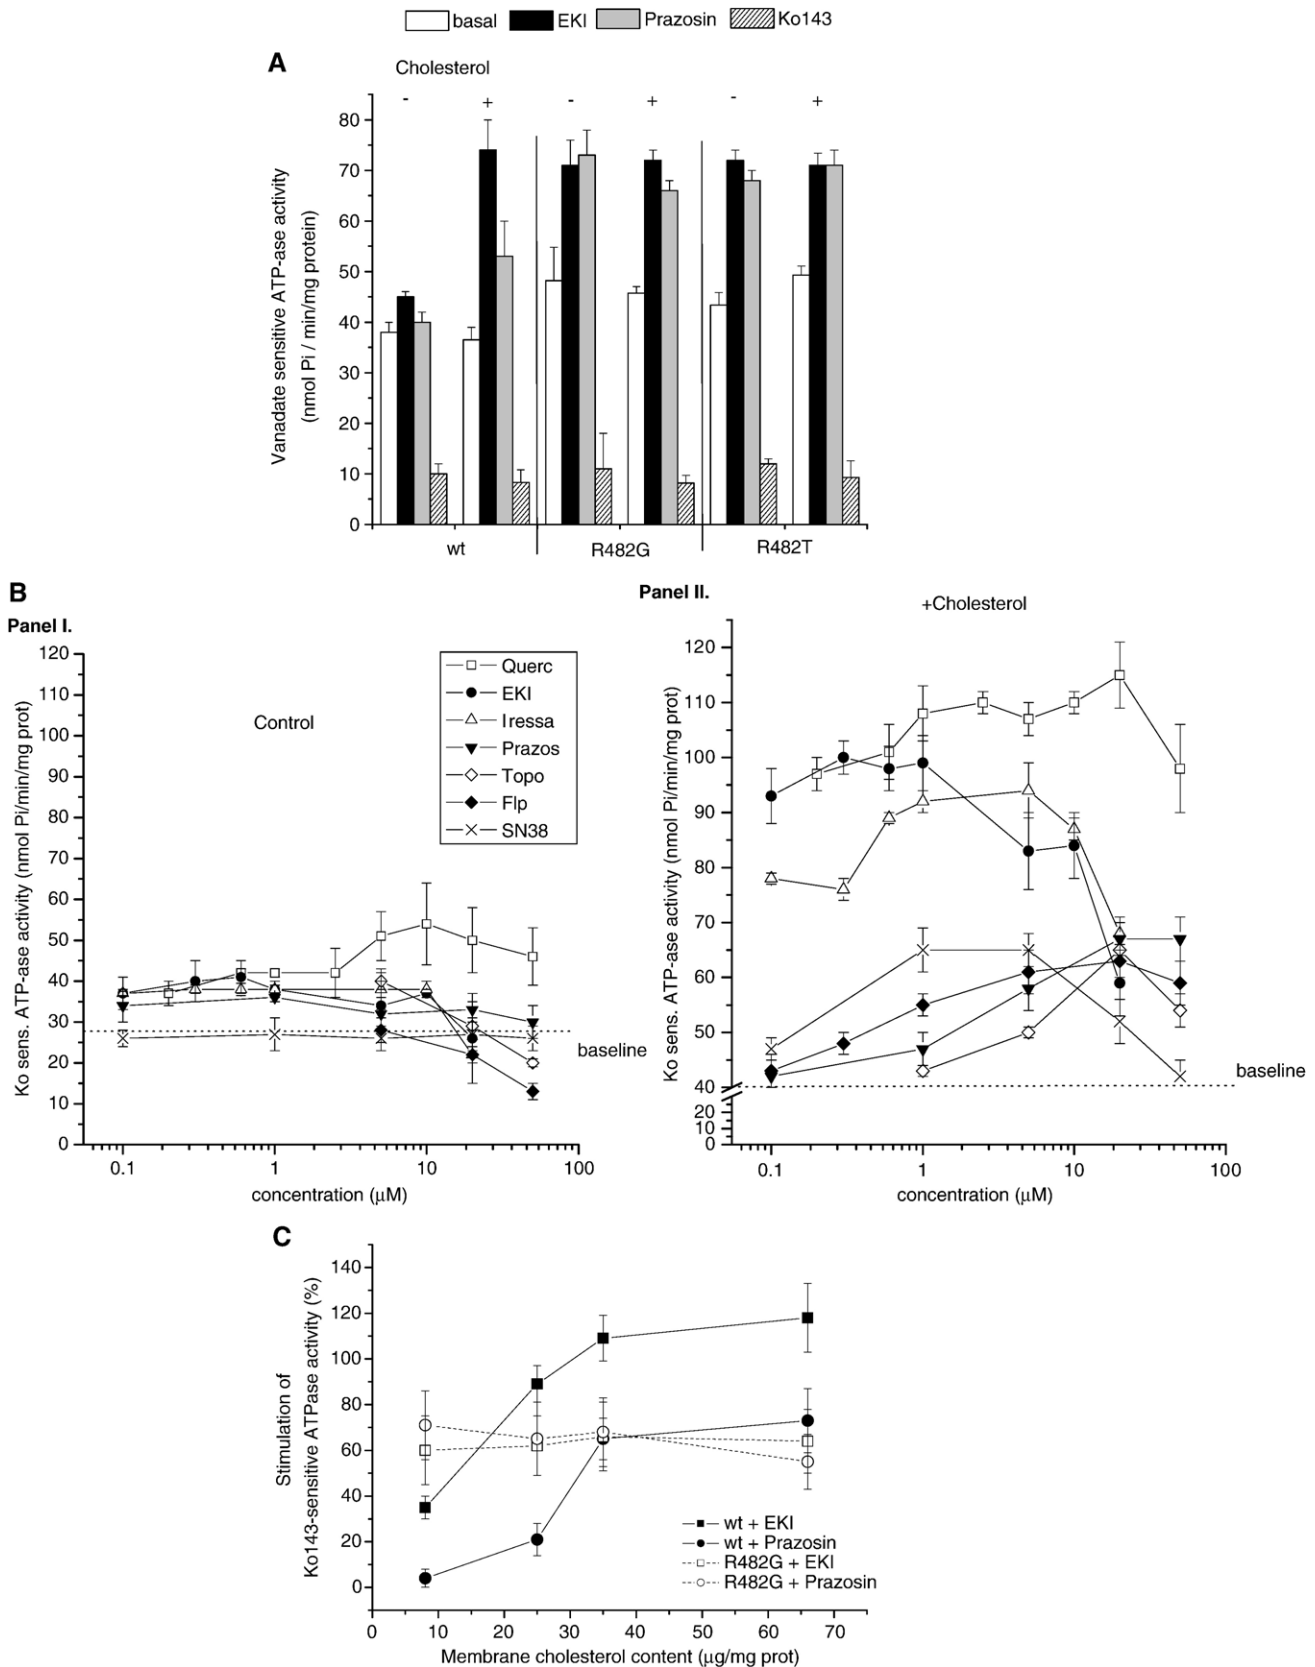 basal EKI Prazosin Ko143
A
Cholesterol
- + - + - +
Vanadate sensitive ATP-ase activity
(nmol Pi / min/mg protein)
80
70
60
50
40
30
20
10
0
wt R482G R482T
B
Panel I.
Control
Ko sens. ATP-ase activity (nmol Pi/min/mg prot)
120
110
100
90
80
70
60
50
40
30
20
10
0
Querc
EKI
Iressa
Prazos
Topo
Flp
SN38
baseline
0.1 1 10 100
concentration (μM)
Panel II.
+Cholesterol
Ko sens. ATP-ase activity (nmol Pi/min/mg prot)
120
110
100
90
80
70
60
50
40
20
10
0
baseline
0.1 1 10 100
concentration (μM)
C
Stimulation of
Ko143-sensitive ATPase activity (%)
140
120
100
80
60
40
20
0
wt + EKI
wt + Prazosin
R482G + EKI
R482G + Prazosin
0 10 20 30 40 50 60 70
Membrane cholesterol content (μg/mg prot)